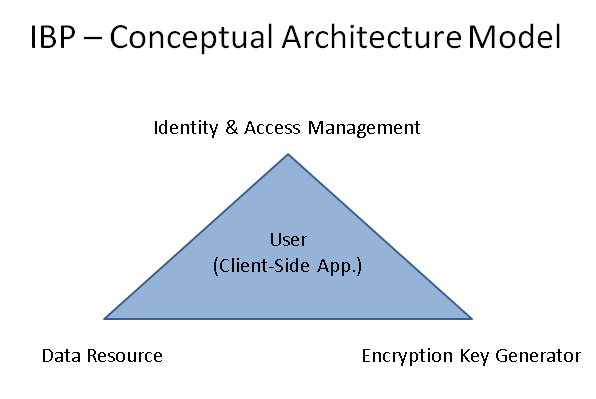 IBP – Conceptual Architecture Model
Identity & Access Management
User
(Client-Side App.)
Data Resource
Encryption Key Generator